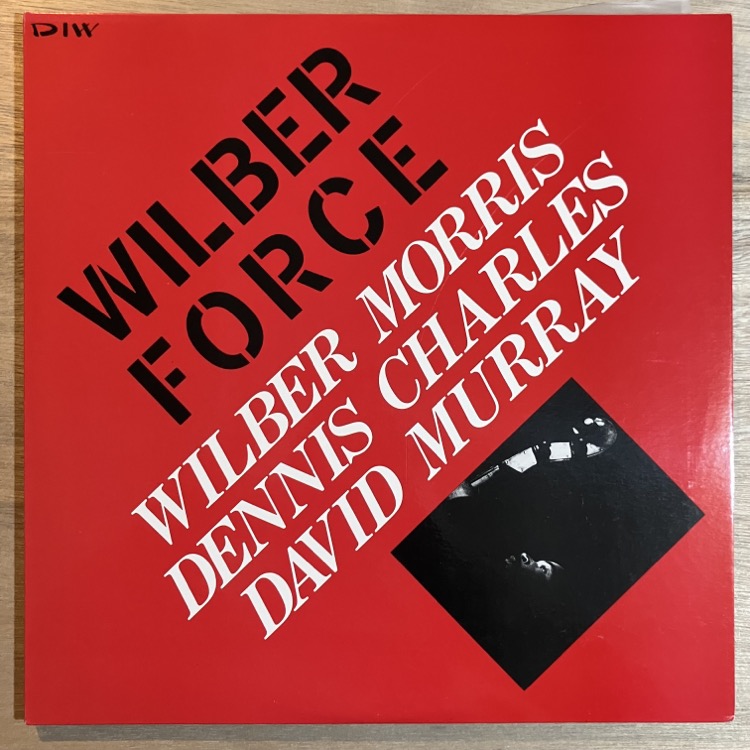 DIW
WILBER
FORCE
WILBER MORRIS
DENNIS CHARLES
DAVID MURRAY